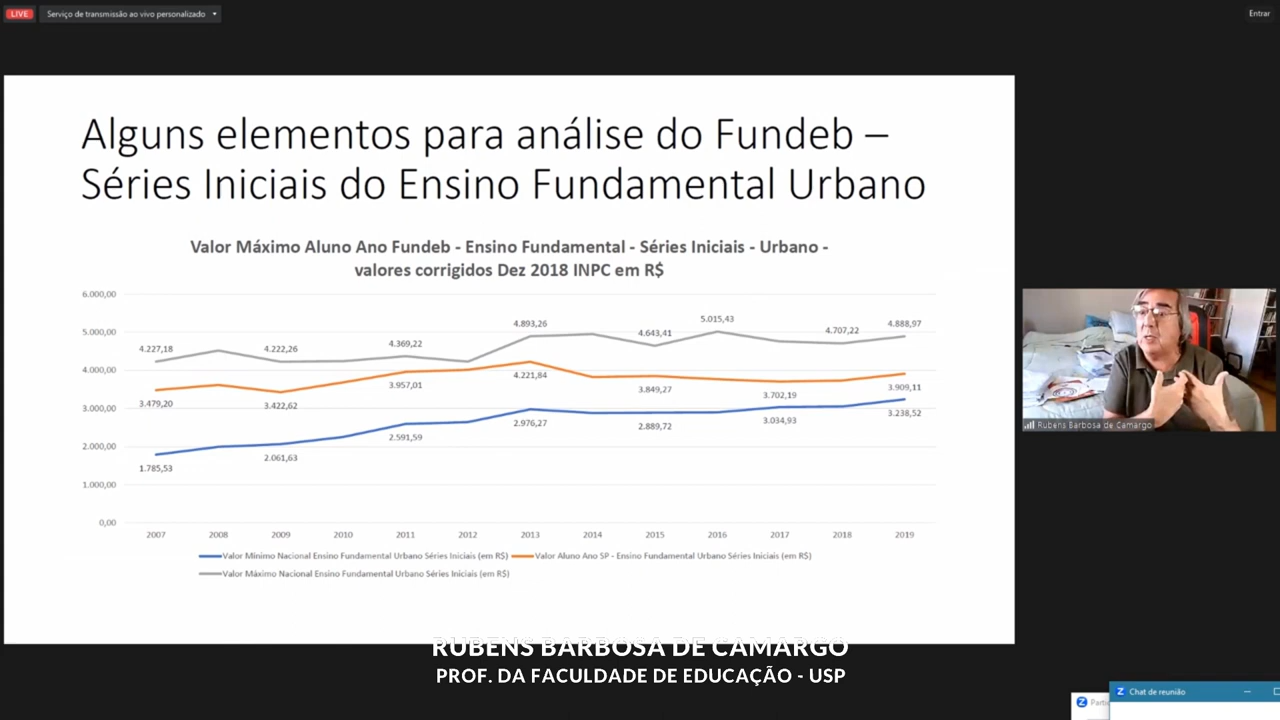 LIVE
Serviço de transmissão ao vivo personalizado
Entrar
Alguns elementos para análise do Fundeb –
Séries Iniciais do Ensino Fundamental Urbano
Valor Máximo Aluno Ano Fundeb - Ensino Fundamental - Séries Iniciais - Urbano -
valores corrigidos Dez 2018 INPC em R$
6.000,00
5.000,00
4.000,00
3.000,00
2.000,00
1.000,00
0,00
4.227,18
4.222,26
4.369,22
4.893,26
4.643,41
5.015,43
4.707,22
4.888,97
3.479,20
3.422,62
3.957,01
4.221,84
3.849,27
3.702,19
3.909,11
1.785,53
2.061,63
2.591,59
2.976,27
2.889,72
3.034,93
3.238,52
2007 2008 2009 2010 2011 2012 2013 2014 2015 2016 2017 2018 2019
Valor Mínimo Nacional Ensino Fundamental Urbano Séries Iniciais (em R$)
Valor Aluno Ano SP - Ensino Fundamental Urbano Séries Iniciais (em R$)
Valor Máximo Nacional Ensino Fundamental Urbano Séries Iniciais (em R$)
Rubens Barbosa de Camargo
RUBENS BARBOSA DE CAMARGO
PROF. DA FACULDADE DE EDUCAÇÃO - USP
Chat de reunião